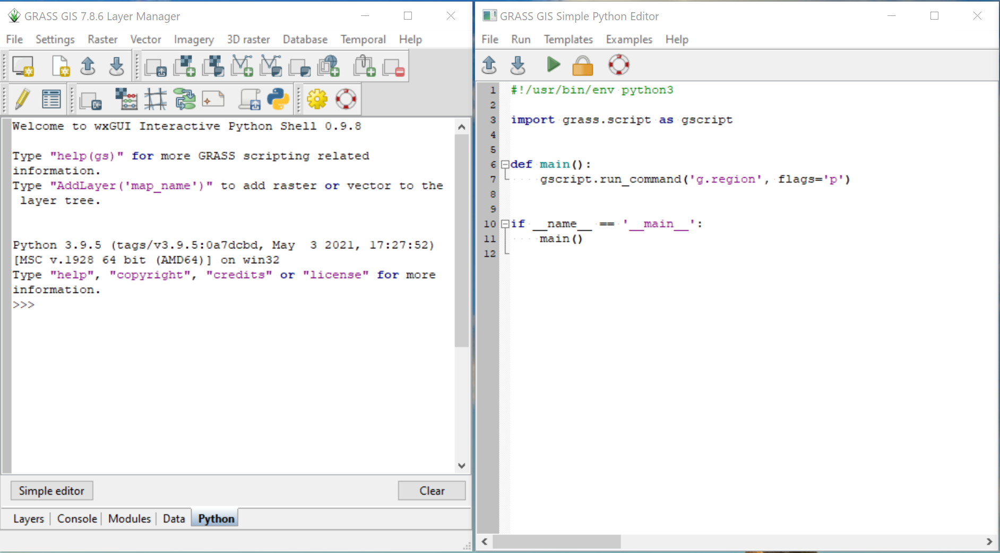 GRASS GIS 7.8.6 Layer Manager
File Settings Raster Vector Imagery 3D raster Database Temporal Help
Welcome to wxGUI Interactive Python Shell 0.9.8
Type "help(gs)" for more GRASS scripting related
information.
Type "AddLayer('map_name')" to add raster or vector to the
layer tree.
Python 3.9.5 (tags/v3.9.5:0a7dcbd, May  3 2021, 17:27:52)
[MSC v.1928 64 bit (AMD64)] on win32
Type "help", "copyright", "credits" or "license" for more
information.
>>>
Simple editor
Clear
Layers Console Modules Data Python
GRASS GIS Simple Python Editor
File Run Templates Examples Help
1 #!/usr/bin/env python3
2
3 import grass.script as gscript
4
5
6 def main():
7     gscript.run_command('g.region', flags='p')
8
9
10 if __name__ == '__main__':
11     main()
12